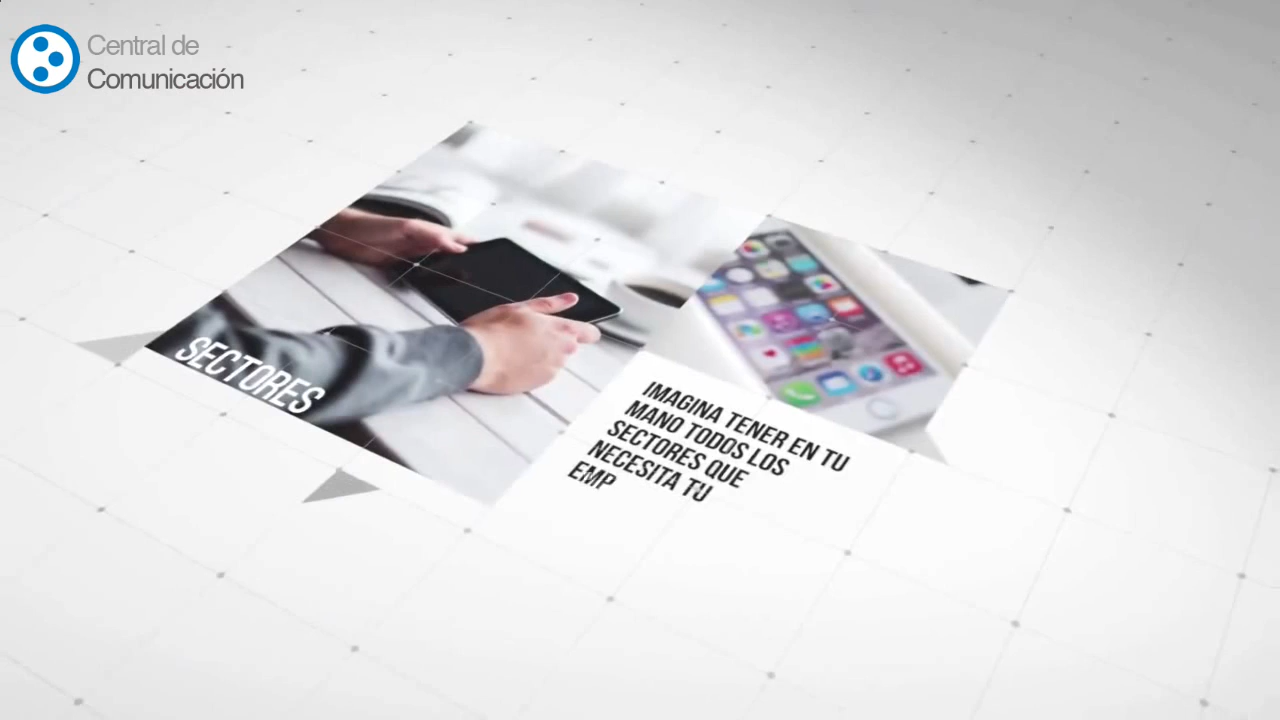 Central de
Comunicación
SECTORES
IMAGINA TENER EN TU
MANO TODOS LOS
SECTORES QUE
NECESITA TU
EMP